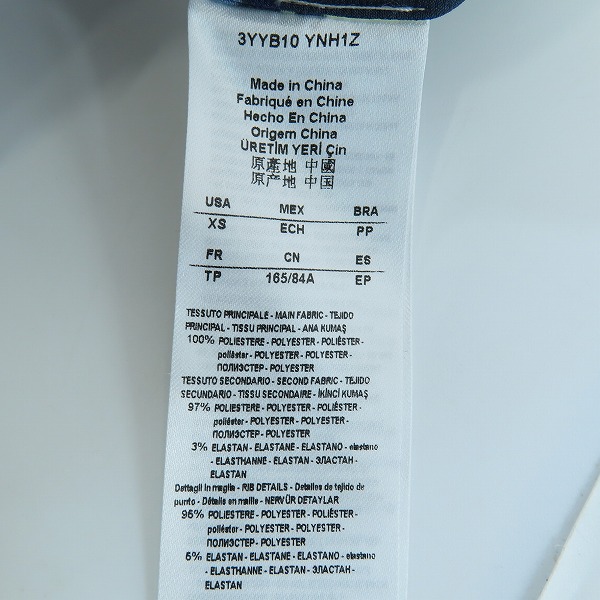 3YYB10 YNH1Z
Made in China
Fabriqué en Chine
Hecho En China
Origem China
ÜRETİM YERİ Çin
原產地 中國
原产地 中国
USA MEX BRA
XS ECH PP
FR CN ES
TP 165/84A EP
TESSUTO PRINCIPALE - MAIN FABRIC - TEJIDO
PRINCIPAL - TISSU PRINCIPAL - ANA KUMAŞ
100% POLIESTERE - POLYESTER - POLIÉSTER -
poliéster - POLYESTER - POLYESTER -
ПОЛИЭСТЕР - POLYESTER
TESSUTO SECONDARIO - SECOND FABRIC - TEJIDO
SECUNDARIO - TISSU SECONDAIRE - İKİNCİ KUMAŞ
97% POLIESTERE - POLYESTER - POLIÉSTER -
poliéster - POLYESTER - POLYESTER -
ПОЛИЭСТЕР - POLYESTER
3% ELASTAN - ELASTANE - ELASTANO - elastano
- ELASTHANNE - ELASTAN - ЭЛАСТАН -
ELASTAN
Dettagli in maglia - RIB DETAILS - Detalles de tejido de
punto - Détails en maille - NERVÜR DETAYLAR
95% POLIESTERE - POLYESTER - POLIÉSTER -
poliéster - POLYESTER - POLYESTER -
ПОЛИЭСТЕР - POLYESTER
5% ELASTAN - ELASTANE - ELASTANO - elastano
- ELASTHANNE - ELASTAN - ЭЛАСТАН -
ELASTAN